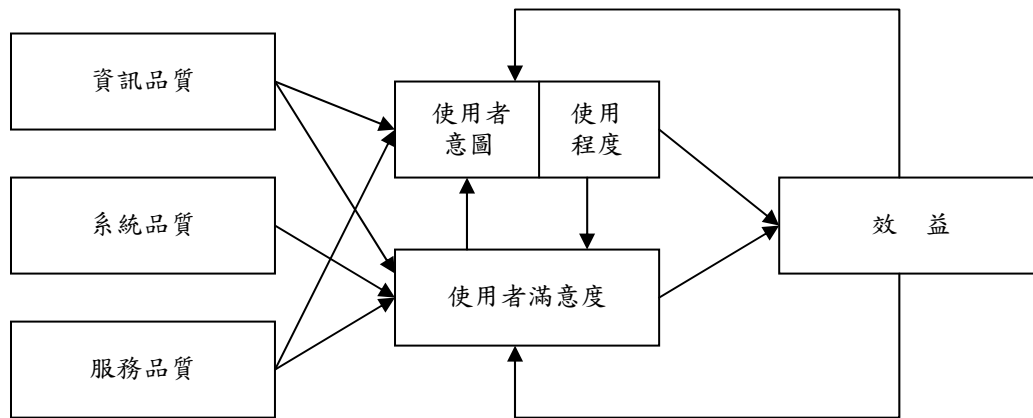 資訊品質
使用者
意圖
使用
程度
系統品質
效 益
使用者滿意度
服務品質